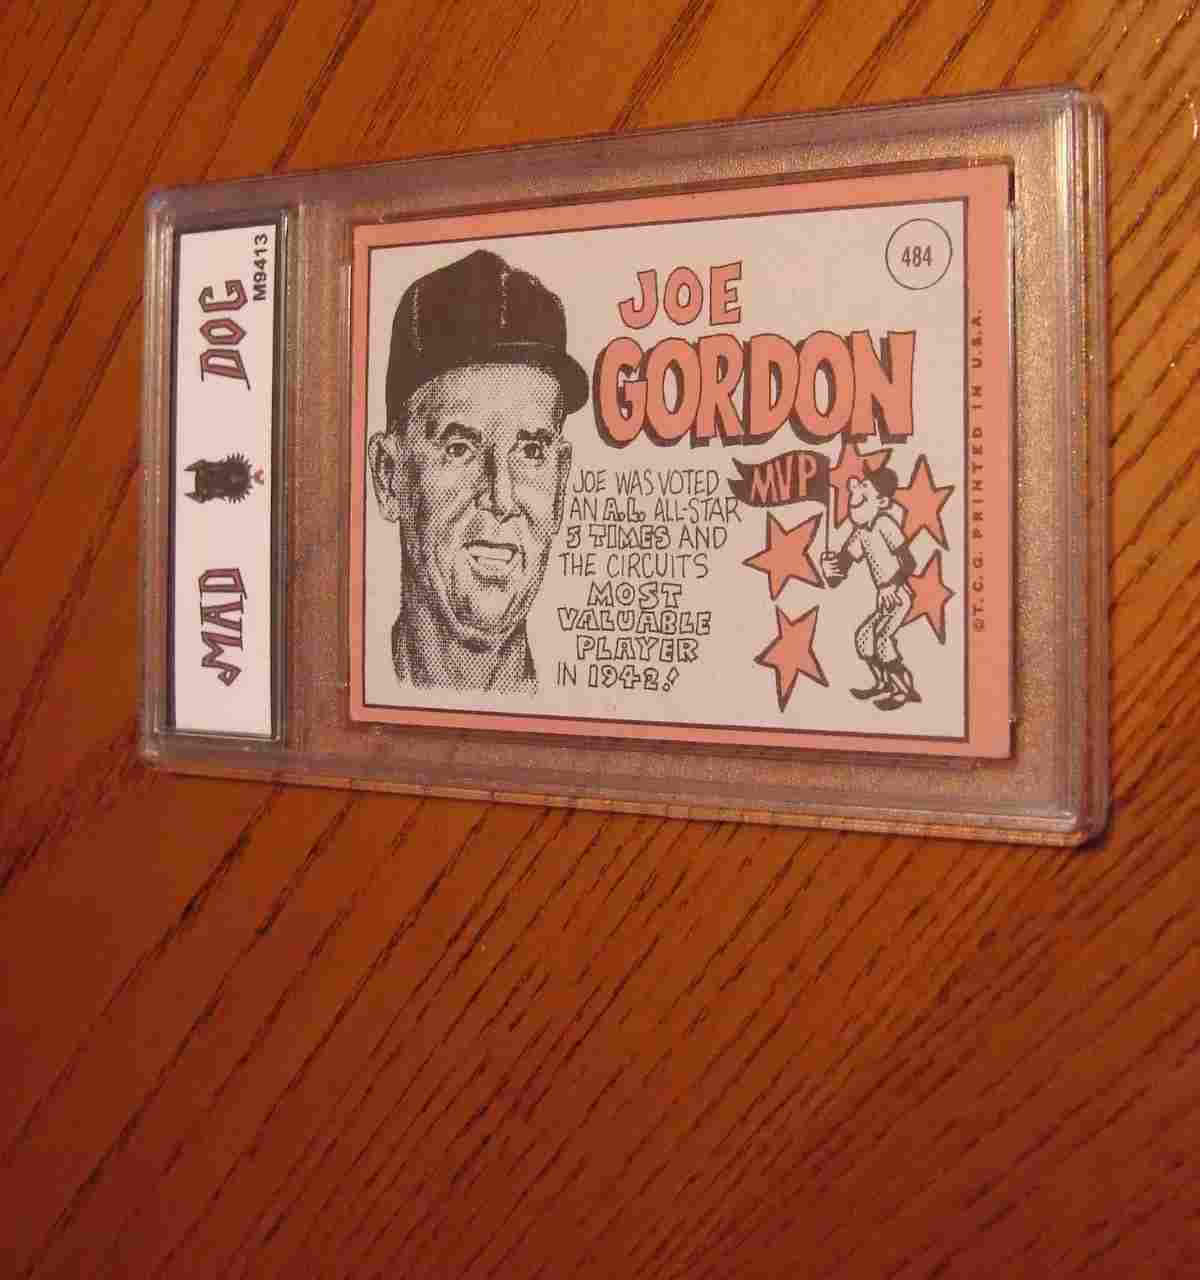 MAD DOG
M9413
484
JOE
GORDON
JOE WAS VOTED
AN A.L. ALL-STAR
5 TIMES AND
THE CIRCUITS
MOST
VALUABLE
PLAYER
IN 1942!
MVP
©T.C.G. PRINTED IN U.S.A.